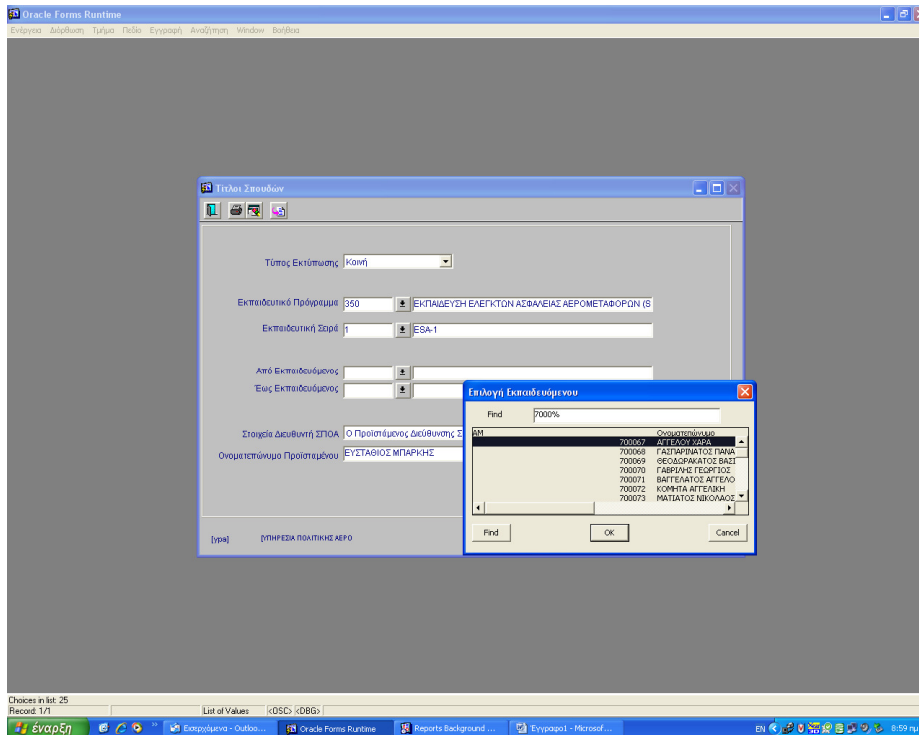 Oracle Forms Runtime
Ενέργεια Διόρθωση Τμήμα Πεδίο Εγγραφή Αναζήτηση Window Βοήθεια
Τίτλοι Σπουδών
Τύπος Εκτύπωσης Κοινή
Εκπαιδευτικό Πρόγραμμα 350 ΕΚΠΑΙΔΕΥΣΗ ΕΛΕΓΚΤΩΝ ΑΣΦΑΛΕΙΑΣ ΑΕΡΟΜΕΤΑΦΟΡΩΝ (S
Εκπαιδευτική Σειρά 1 ESA-1
Από Εκπαιδευόμενος
Έως Εκπαιδευόμενος
Στοιχεία Διευθυντή ΣΠΟΑ Ο Προϊστάμενος Διεύθυνσης Σ
Ονοματεπώνυμο Προϊσταμένου ΕΥΣΤΑΘΙΟΣ ΜΠΑΡΚΗΣ
[υπα] [ΥΠΗΡΕΣΙΑ ΠΟΛΙΤΙΚΗΣ ΑΕΡΟ
Επιλογή Εκπαιδευόμενου
Find 7000%
ΑΜ Ονοματεπώνυμο
700067 ΑΓΓΕΛΟΥ ΧΑΡΑ
700068 ΓΑΣΠΑΡΙΝΑΤΟΣ ΠΑΝΑ
700069 ΘΕΟΔΩΡΑΚΑΤΟΣ ΒΑΣΙ
700070 ΓΑΒΡΙΛΗΣ ΓΕΩΡΓΙΟΣ
700071 ΒΑΓΓΕΛΑΤΟΣ ΑΓΓΕΛΟ
700072 ΚΟΜΗΤΑ ΑΓΓΕΛΙΚΗ
700073 ΜΑΤΙΑΤΟΣ ΝΙΚΟΛΑΟΣ
Find OK Cancel
Choices in list: 25
Record: 1/1 List of Values <OSC> <DBG>
έναρξη Εισερχόμενα - Outloo... Oracle Forms Runtime Reports Background ... Έγγραφο1 - Microsof... EN 8:59 πμ